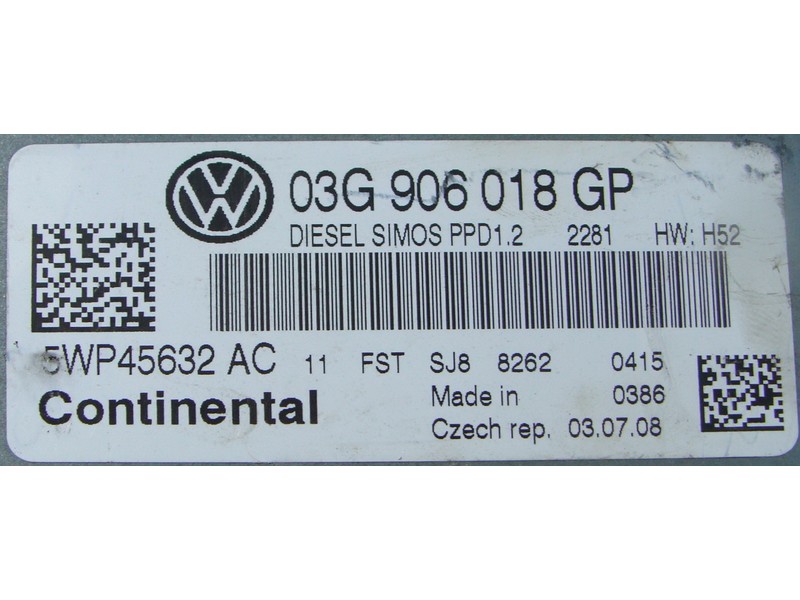 03G 906 018 GP
DIESEL SIMOS PPD1.2 2281 HW: H52
5WP45632 AC 11 FST SJ8 8262 0415
Continental Made in 0386
Czech rep. 03.07.08